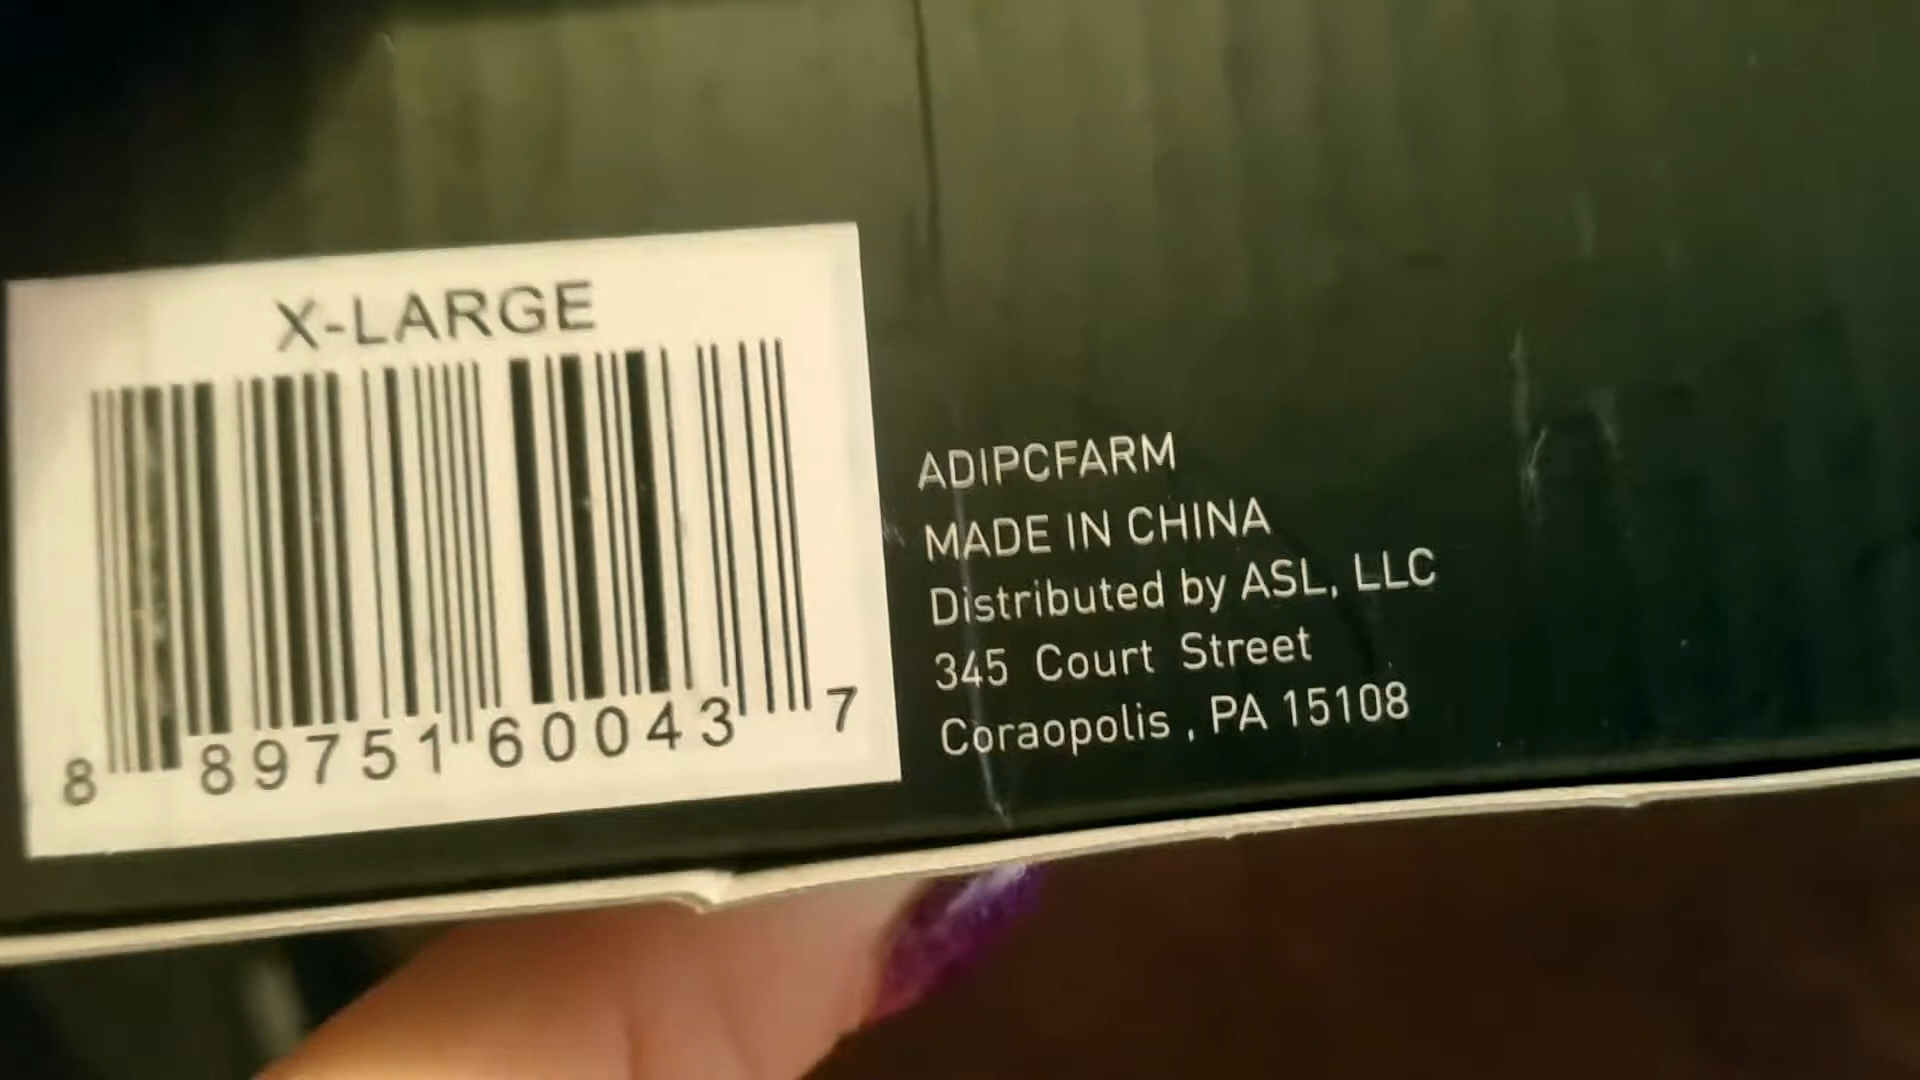 X-LARGE
8 89751 60043 7
ADIPCFARM
MADE IN CHINA
Distributed by ASL, LLC
345 Court Street
Coraopolis , PA 15108